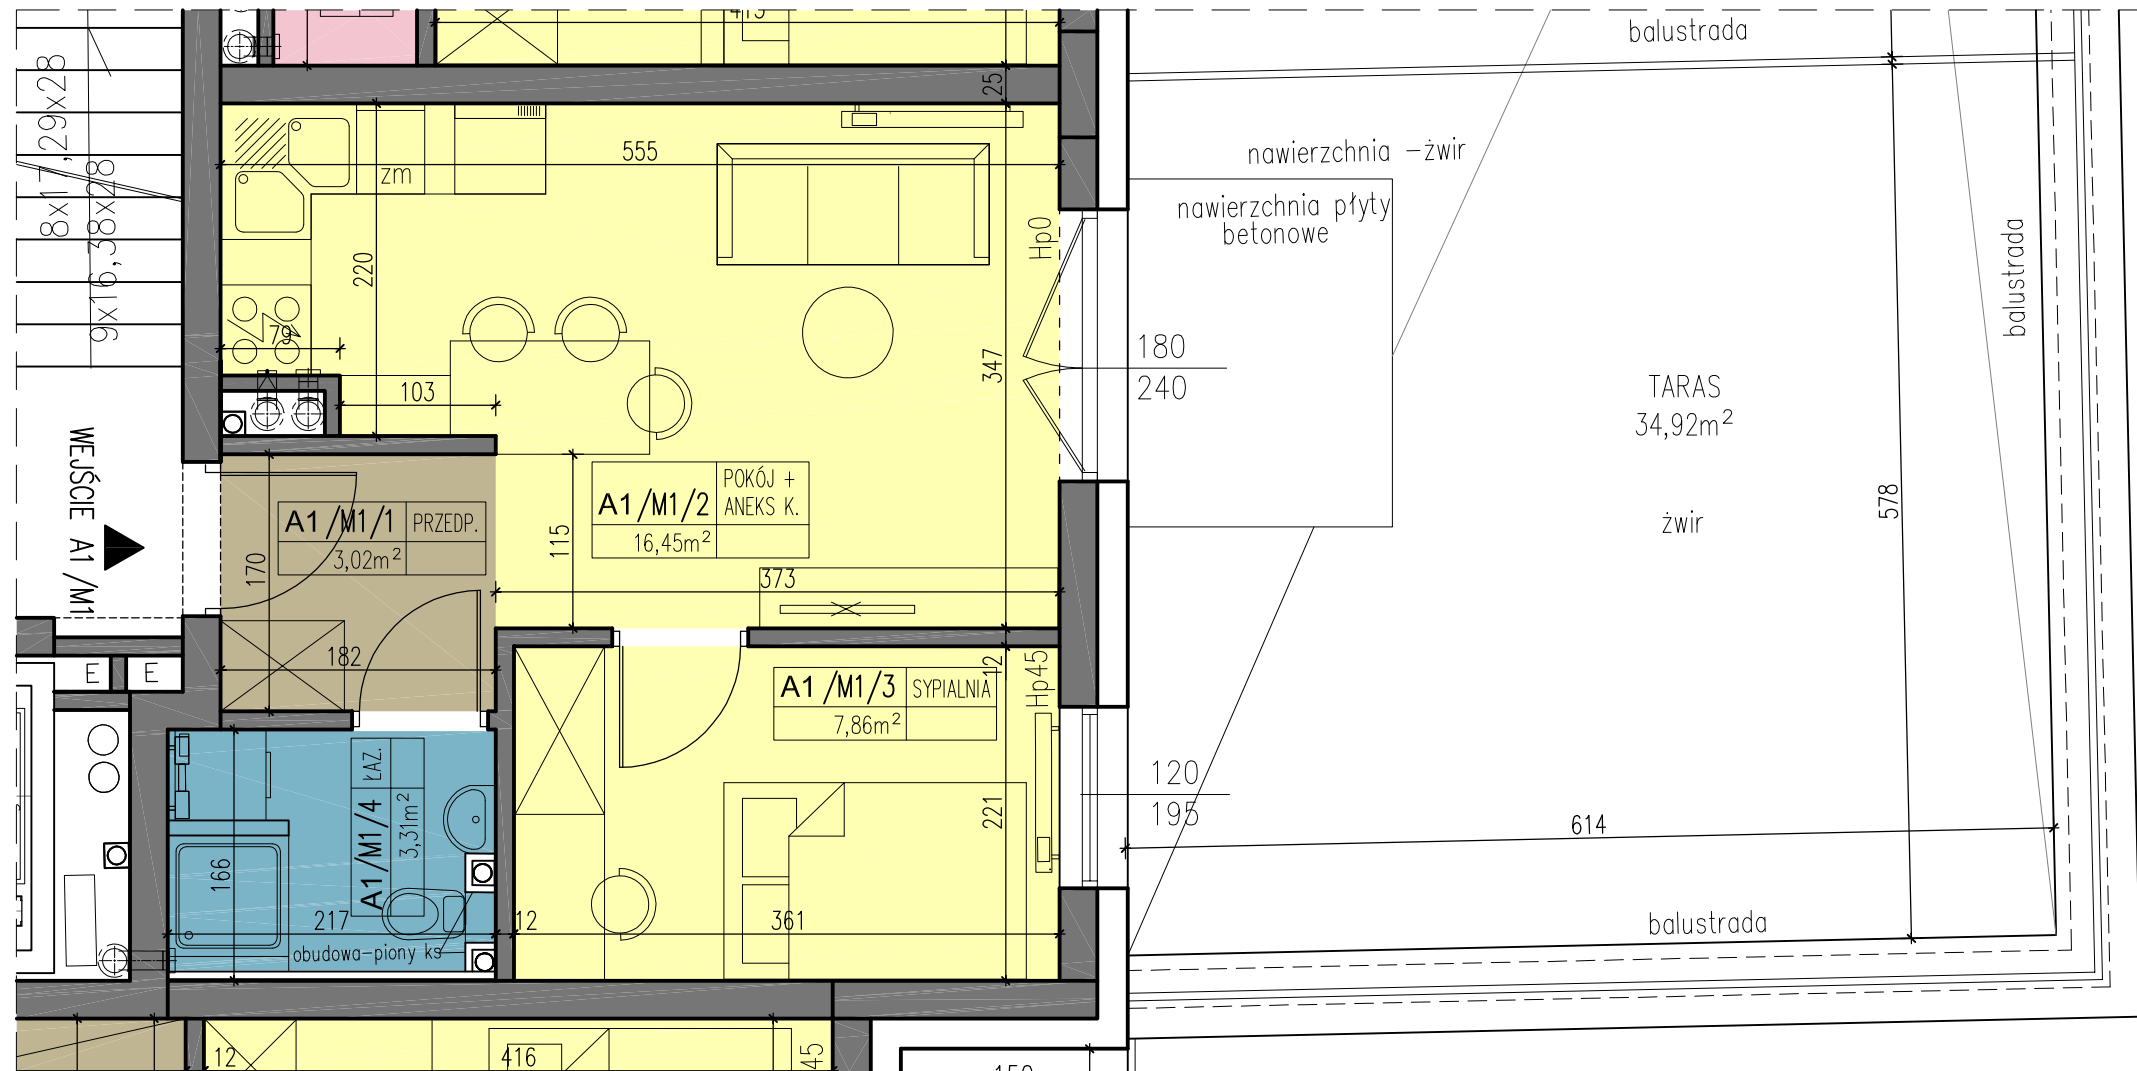 balustrada
25
8x17,29x28
9x16,38x28
555
zm
nawierzchnia -żwir
nawierzchnia płyty
betonowe
Hp0
balustrada
220
79
103
347
180
240
TARAS
34,92m²
żwir
578
WEJŚCIE A1/M1
A1/M1/1 PRZEDP.
3,02m²
A1/M1/2 POKÓJ +
ANEKS K.
16,45m²
115
170
373
182
E E
12
Hp45
A1/M1/3 SYPIALNIA
7,86m²
120
195
221
614
A1/M1/4 ŁAZ.
3,31m²
166
217
12
361
obudowa-piony ks
balustrada
12
416
45